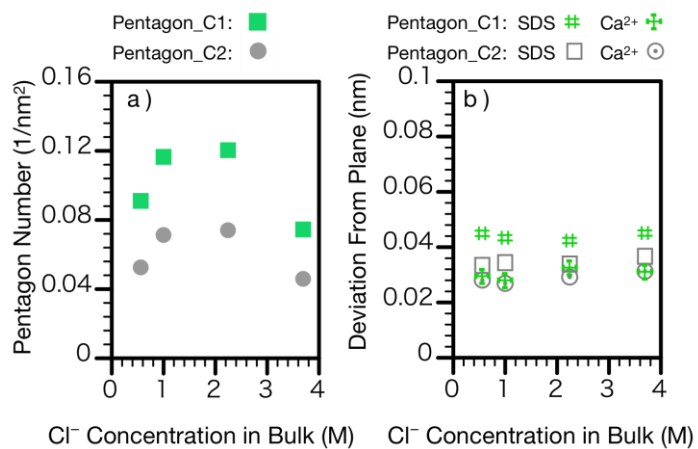 Pentagon_C1:
Pentagon_C2:
Pentagon_C1: SDS Ca²⁺
Pentagon_C2: SDS Ca²⁺
a )
Pentagon Number (1/nm²)
0.16
0.12
0.08
0.04
0
0 1 2 3 4
Cl⁻ Concentration in Bulk (M)
b )
Deviation From Plane (nm)
0.1
0.08
0.06
0.04
0.02
0
0 1 2 3 4
Cl⁻ Concentration in Bulk (M)